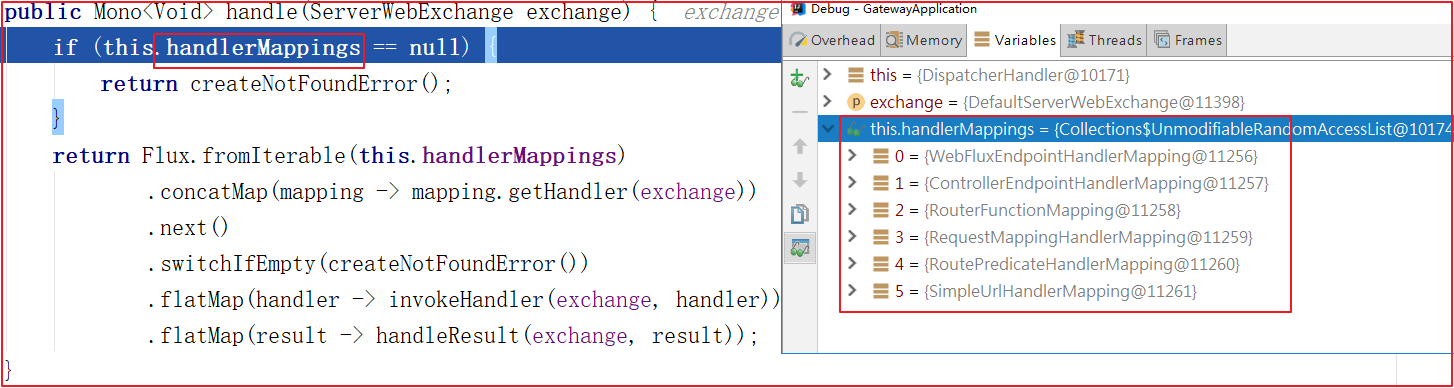 public Mono<Void> handle(ServerWebExchange exchange) { exchange
if (this.handlerMappings == null) {
return createNotFoundError();
}
return Flux.fromIterable(this.handlerMappings)
.concatMap(mapping -> mapping.getHandler(exchange))
.next()
.switchIfEmpty(createNotFoundError())
.flatMap(handler -> invokeHandler(exchange, handler))
.flatMap(result -> handleResult(exchange, result));
}
Debug - GatewayApplication
Overhead Memory Variables Threads Frames
this = {DispatcherHandler@10171}
exchange = {DefaultServerWebExchange@11398}
this.handlerMappings = {Collections$UnmodifiableRandomAccessList@10174
0 = {WebFluxEndpointHandlerMapping@11256}
1 = {ControllerEndpointHandlerMapping@11257}
2 = {RouterFunctionMapping@11258}
3 = {RequestMappingHandlerMapping@11259}
4 = {RoutePredicateHandlerMapping@11260}
5 = {SimpleUrlHandlerMapping@11261}